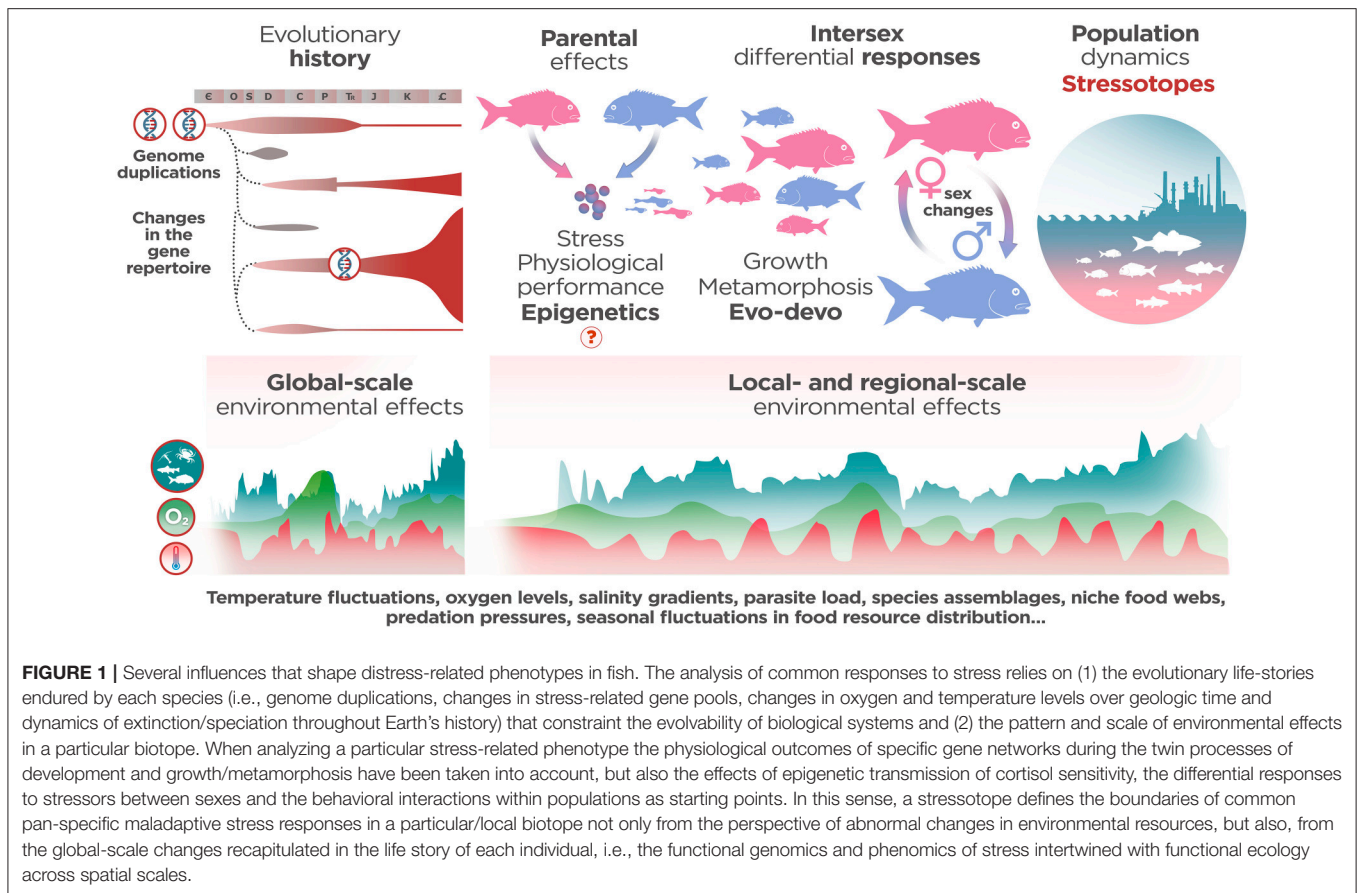 Evolutionary
history
Є O S D C P TR J K £
Genome
duplications
Changes
in the
gene
repertoire
Parental
effects
Stress
Physiological
performance
Epigenetics
?
Intersex
differential responses
sex
changes
Growth
Metamorphosis
Evo-devo
Population
dynamics
Stressotopes
Global-scale
environmental effects
Local- and regional-scale
environmental effects
O2
Temperature fluctuations, oxygen levels, salinity gradients, parasite load, species assemblages, niche food webs,
predation pressures, seasonal fluctuations in food resource distribution...
FIGURE 1 | Several influences that shape distress-related phenotypes in fish. The analysis of common responses to stress relies on (1) the evolutionary life-stories
endured by each species (i.e., genome duplications, changes in stress-related gene pools, changes in oxygen and temperature levels over geologic time and
dynamics of extinction/speciation throughout Earth's history) that constraint the evolvability of biological systems and (2) the pattern and scale of environmental effects
in a particular biotope. When analyzing a particular stress-related phenotype the physiological outcomes of specific gene networks during the twin processes of
development and growth/metamorphosis have been taken into account, but also the effects of epigenetic transmission of cortisol sensitivity, the differential responses
to stressors between sexes and the behavioral interactions within populations as starting points. In this sense, a stressotope defines the boundaries of common
pan-specific maladaptive stress responses in a particular/local biotope not only from the perspective of abnormal changes in environmental resources, but also, from
the global-scale changes recapitulated in the life story of each individual, i.e., the functional genomics and phenomics of stress intertwined with functional ecology
across spatial scales.